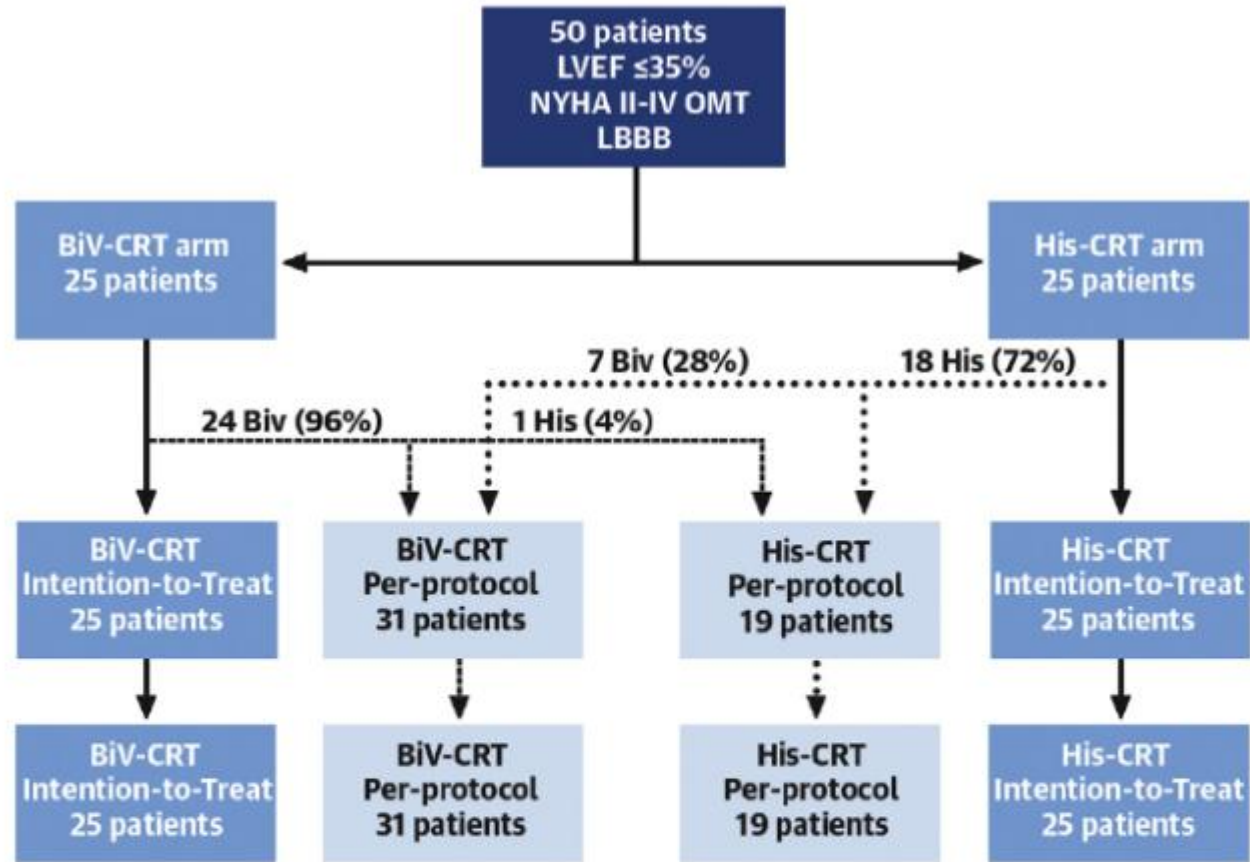 50 patients
LVEF ≤35%
NYHA II-IV OMT
LBBB
BiV-CRT arm
25 patients
His-CRT arm
25 patients
7 Biv (28%)
18 His (72%)
24 Biv (96%)
1 His (4%)
BiV-CRT
Intention-to-Treat
25 patients
BiV-CRT
Per-protocol
31 patients
His-CRT
Per-protocol
19 patients
His-CRT
Intention-to-Treat
25 patients
BiV-CRT
Intention-to-Treat
25 patients
BiV-CRT
Per-protocol
31 patients
His-CRT
Per-protocol
19 patients
His-CRT
Intention-to-Treat
25 patients